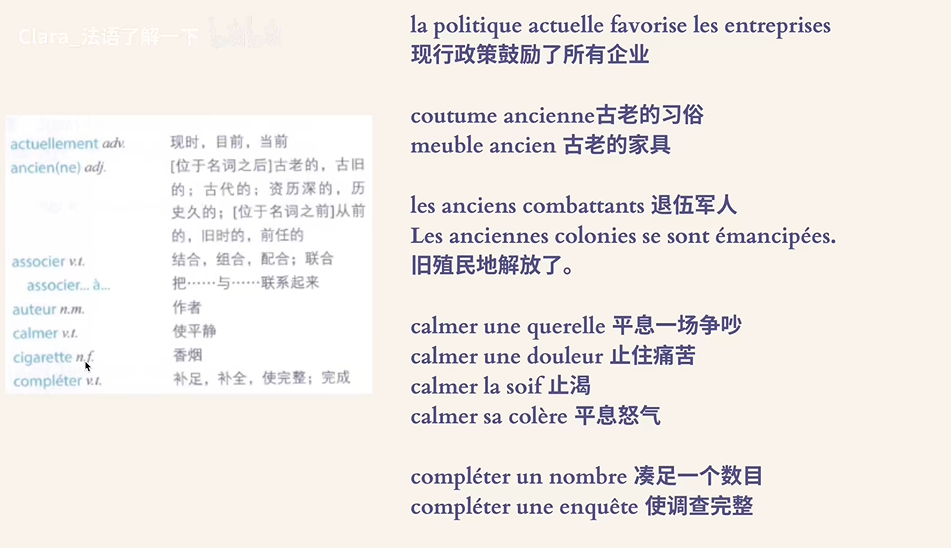 Clara_法语了解一下 bilibili
actuellement adv. 现时，目前，当前
ancien(ne) adj. [位于名词之后]古老的，古旧
的；古代的；资历深的，历
史久的；[位于名词之前]从前
的，旧时的，前任的
associer v.t. 结合，组合，配合；联合
associer... à... 把……与……联系起来
auteur n.m. 作者
calmer v.t. 使平静
cigarette n.f. 香烟
compléter v.t. 补足，补全，使完整；完成
la politique actuelle favorise les entreprises
现行政策鼓励了所有企业
coutume ancienne古老的习俗
meuble ancien 古老的家具
les anciens combattants 退伍军人
Les anciennes colonies se sont émancipées.
旧殖民地解放了。
calmer une querelle 平息一场争吵
calmer une douleur 止住痛苦
calmer la soif 止渴
calmer sa colère 平息怒气
compléter un nombre 凑足一个数目
compléter une enquête 使调查完整